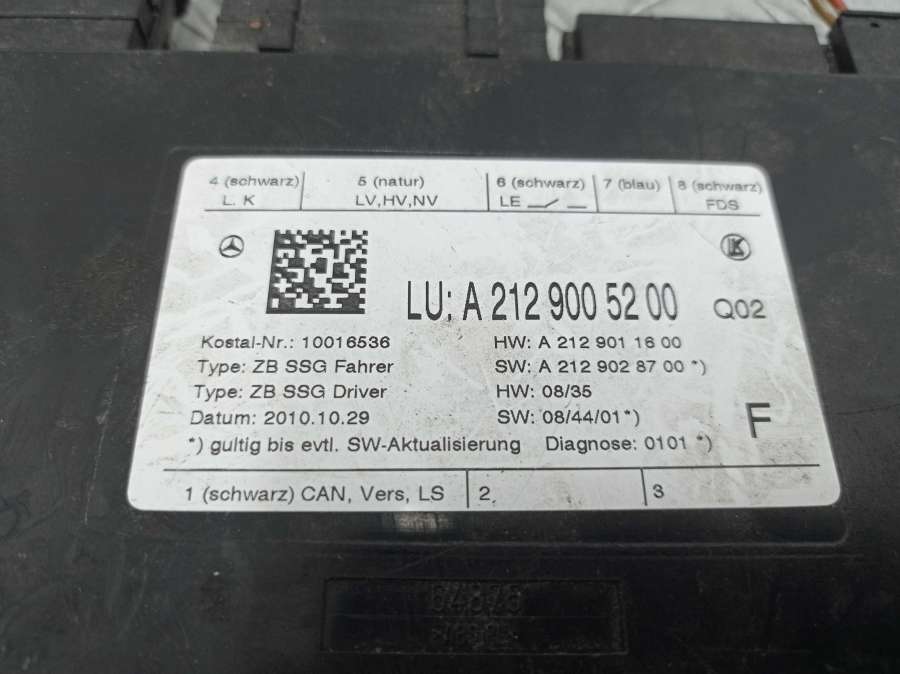 4 (schwarz) 5 (natur) 6 (schwarz) 7 (blau) 8 (schwarz)
L. K LV,HV,NV LE FDS
LU: A 212 900 52 00 Q02
Kostal-Nr.: 10016536 HW: A 212 901 16 00
Type: ZB SSG Fahrer SW: A 212 902 87 00 *)
Type: ZB SSG Driver HW: 08/35
Datum: 2010.10.29 SW: 08/44/01*) F
*) gultig bis evtl. SW-Aktualisierung Diagnose: 0101 *)
1 (schwarz) CAN, Vers, LS 2 3